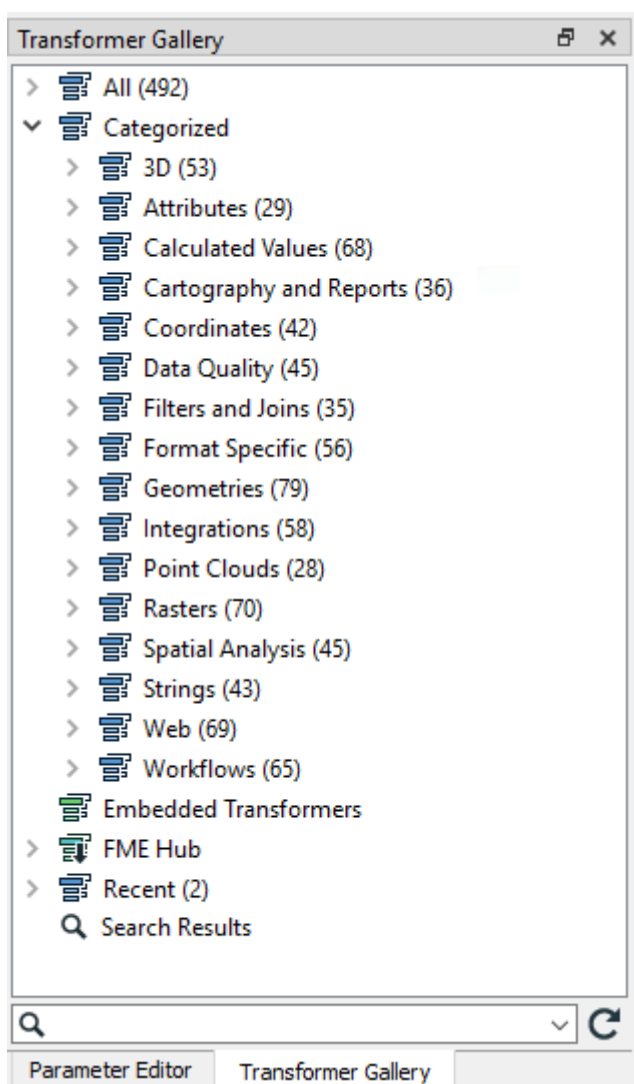 Transformer Gallery
All (492)
Categorized
3D (53)
Attributes (29)
Calculated Values (68)
Cartography and Reports (36)
Coordinates (42)
Data Quality (45)
Filters and Joins (35)
Format Specific (56)
Geometries (79)
Integrations (58)
Point Clouds (28)
Rasters (70)
Spatial Analysis (45)
Strings (43)
Web (69)
Workflows (65)
Embedded Transformers
FME Hub
Recent (2)
Search Results
Parameter Editor Transformer Gallery